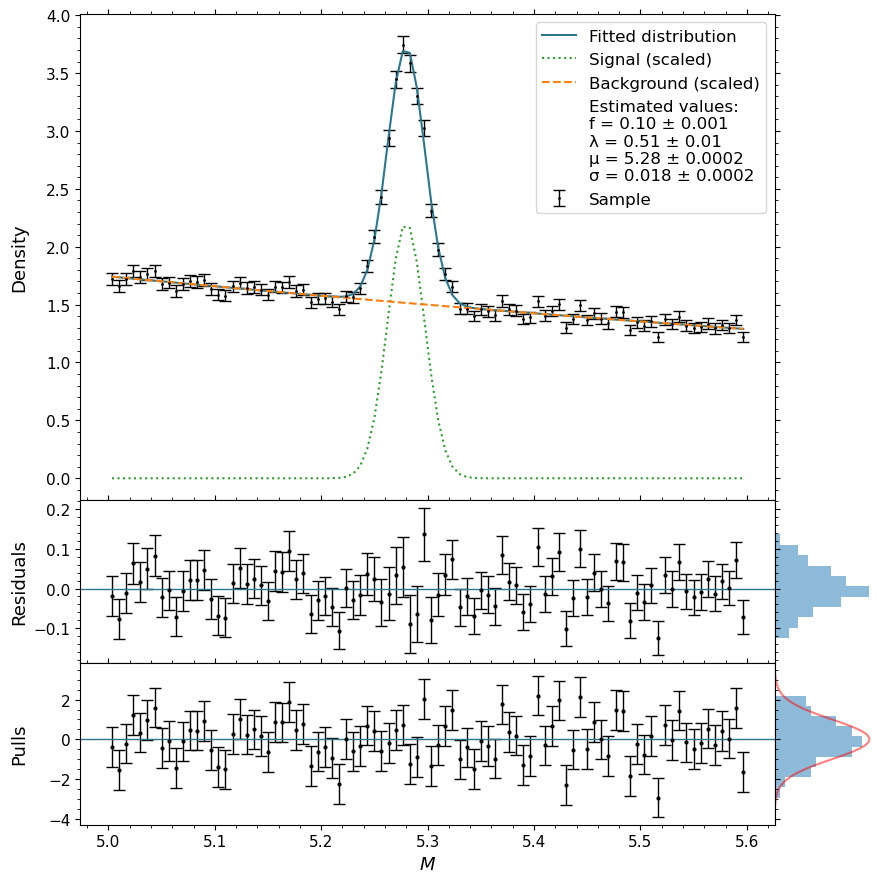 4.0
3.5
3.0
2.5
2.0
1.5
1.0
0.5
0.0
Density
Fitted distribution
Signal (scaled)
Background (scaled)
Estimated values:
f = 0.10 ± 0.001
λ = 0.51 ± 0.01
μ = 5.28 ± 0.0002
σ = 0.018 ± 0.0002
Sample
0.2
0.1
0.0
−0.1
Residuals
2
0
−2
−4
Pulls
5.0 5.1 5.2 5.3 5.4 5.5 5.6
M